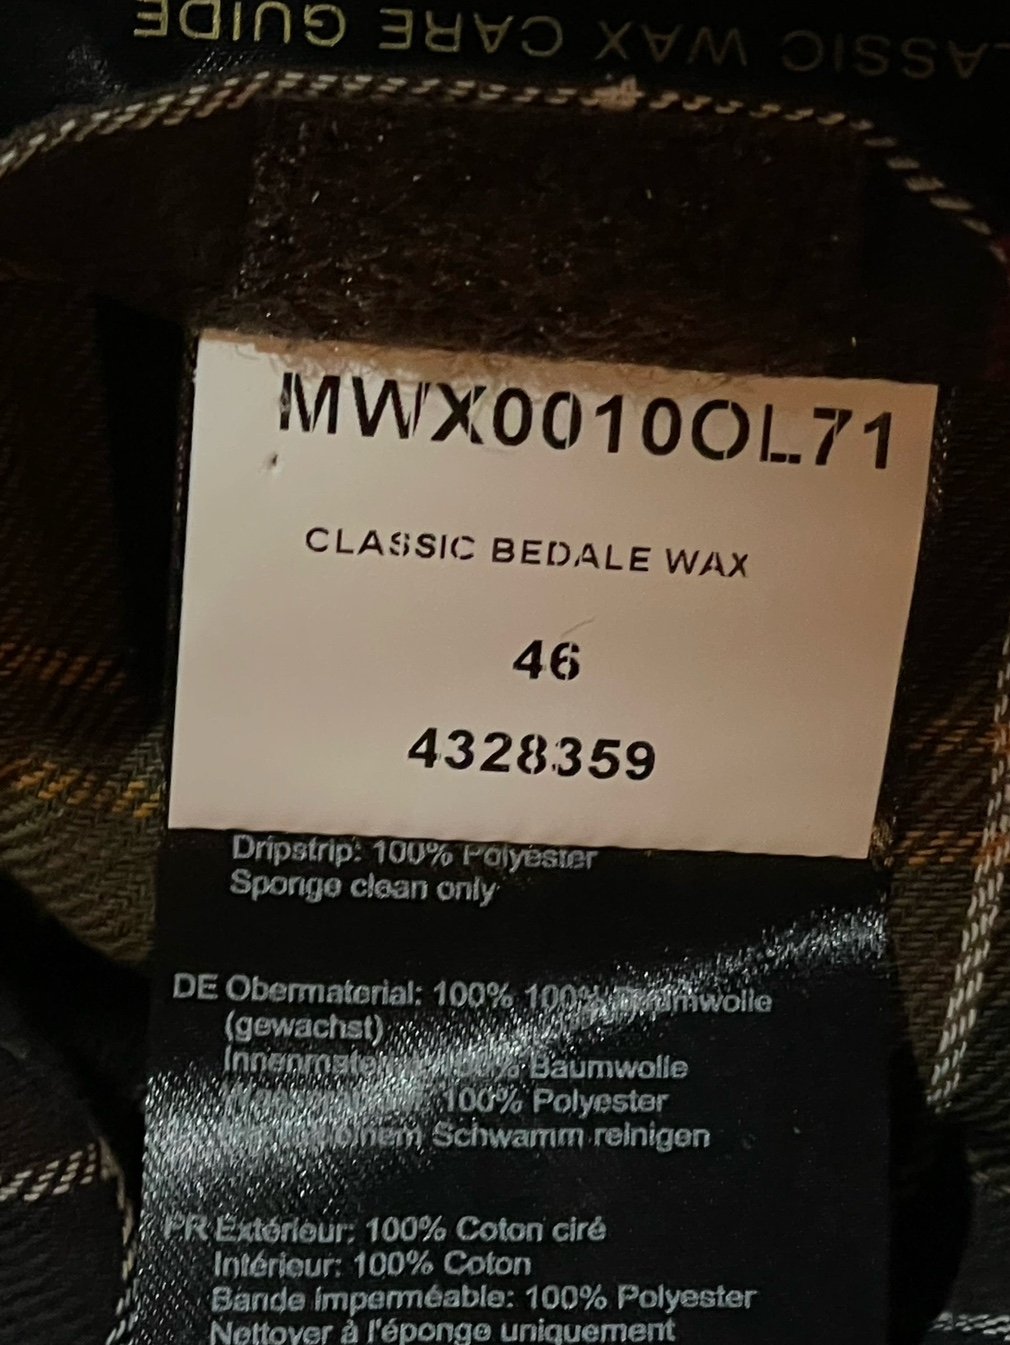 CLASSIC WAX CARE GUIDE
MWX0010OL71
CLASSIC BEDALE WAX
46
4328359
Dripstrip: 100% Polyester
Sponge clean only
DE Obermaterial: 100% 100% Baumwolle
(gewachst)
100% Baumwolle
100% Polyester
einem Schwamm reinigen
FR Extérieur: 100% Coton ciré
Intérieur: 100% Coton
Bande imperméable: 100% Polyester
Nettoyer à l'éponge uniquement